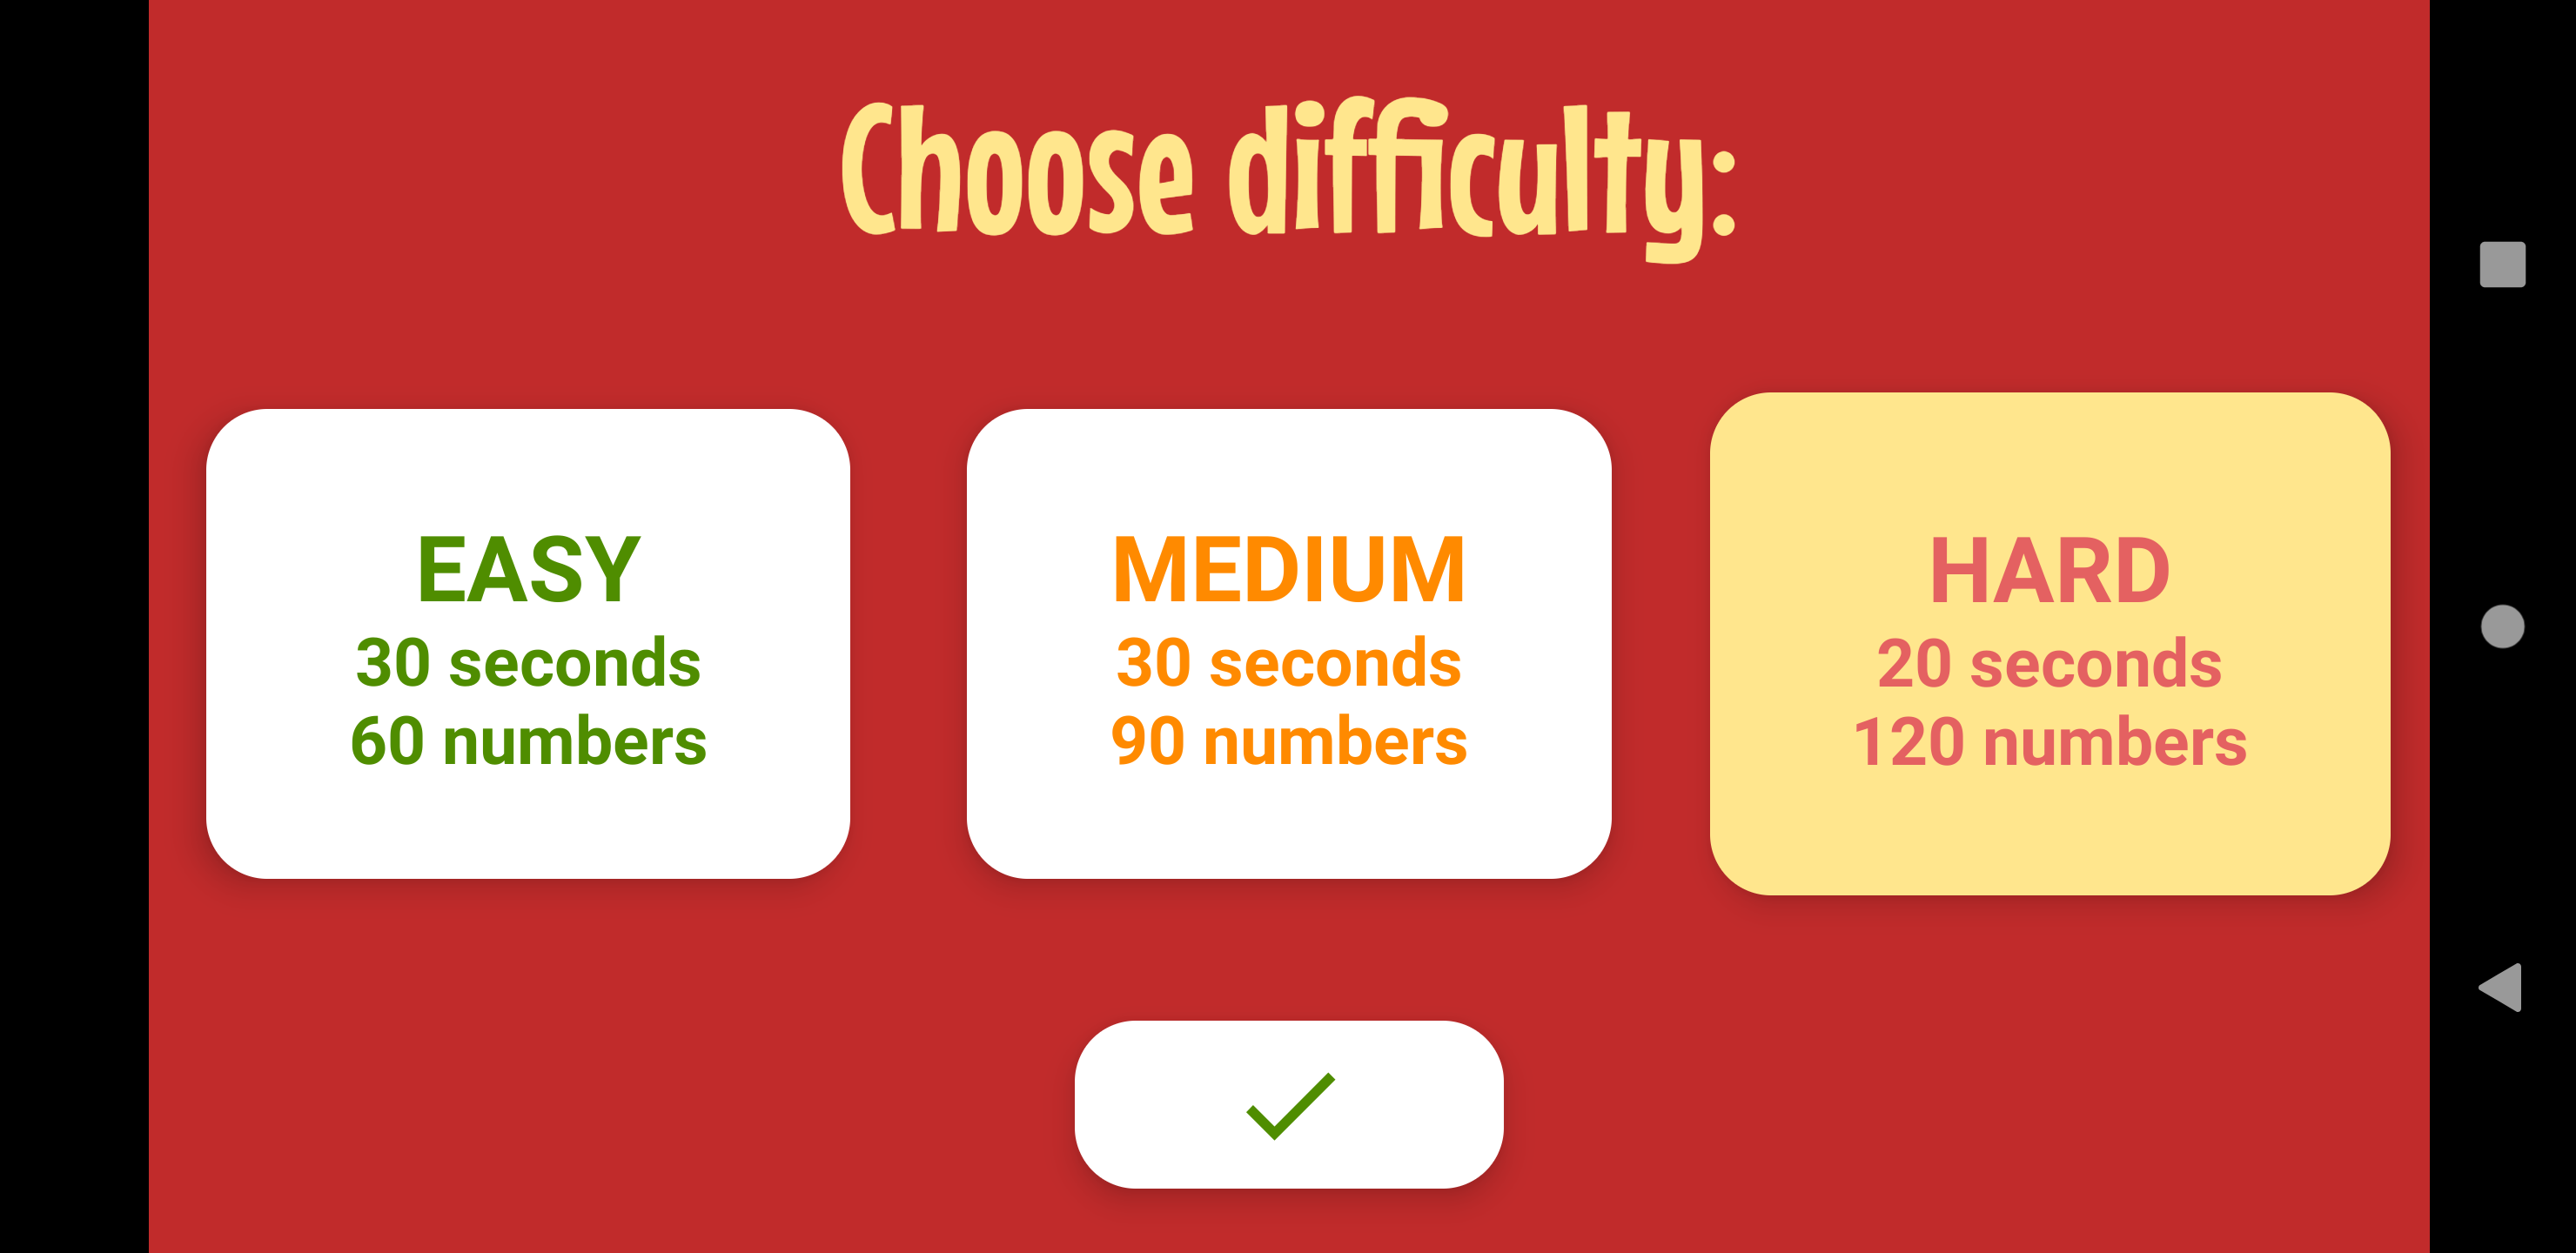 Choose difficulty:
EASY
30 seconds
60 numbers
MEDIUM
30 seconds
90 numbers
HARD
20 seconds
120 numbers